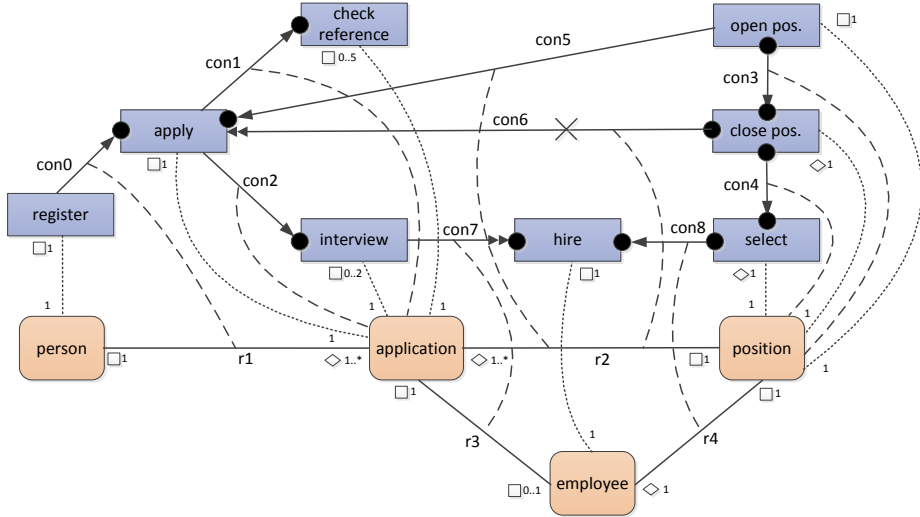 check
reference
open pos.
□1
con5
□0..5
con1
con3
con6
apply
close pos.
con0
□1
◇1
con2
con4
register
con7
con8
interview
hire
select
□1
□0..2
□1
◇1
1
1
1
1
1
person
1
application
position
□1
r1
◇1..*
◇1..*
r2
□1
1
□1
□1
r3
1
r4
employee
□0..1
◇1